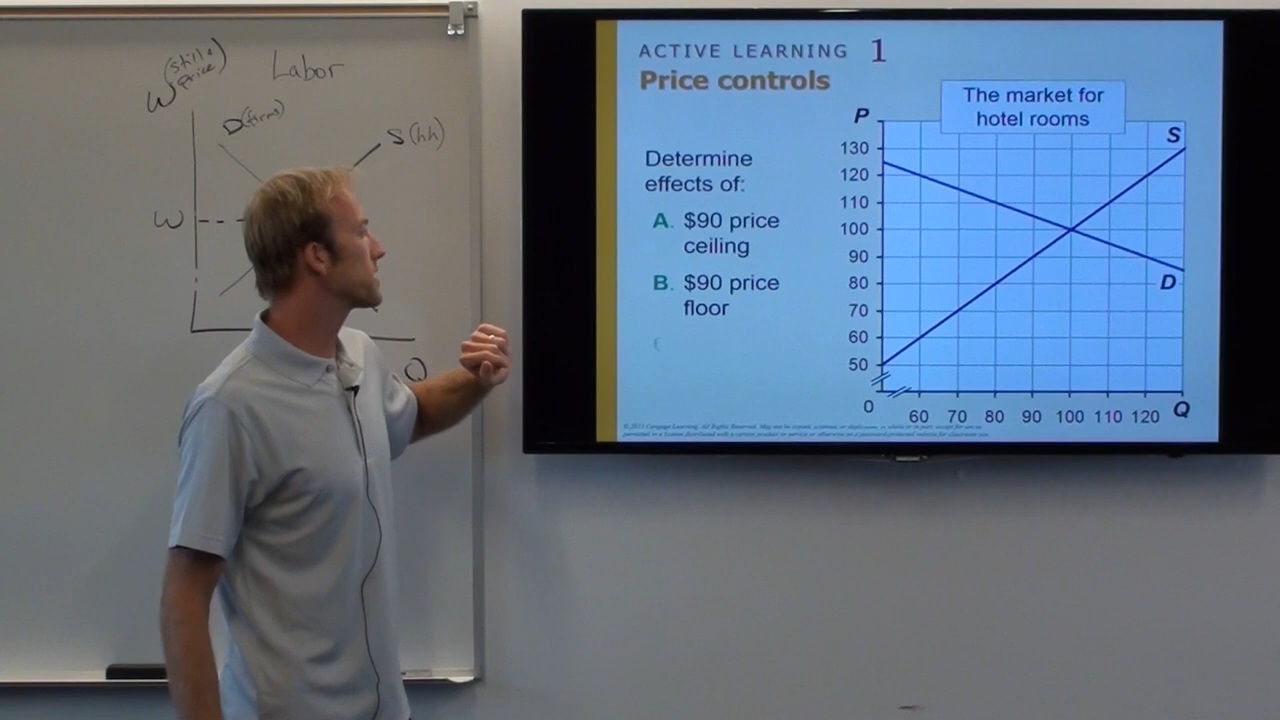 (skills
price)
W
Labor
D(firms)
S(hh)
W
Q
ACTIVE LEARNING 1
Price controls
The market for
hotel rooms
Determine
effects of:
A. $90 price
ceiling
B. $90 price
floor
P
S
130
120
110
100
90
80
70
60
50
D
0 60 70 80 90 100 110 120 Q